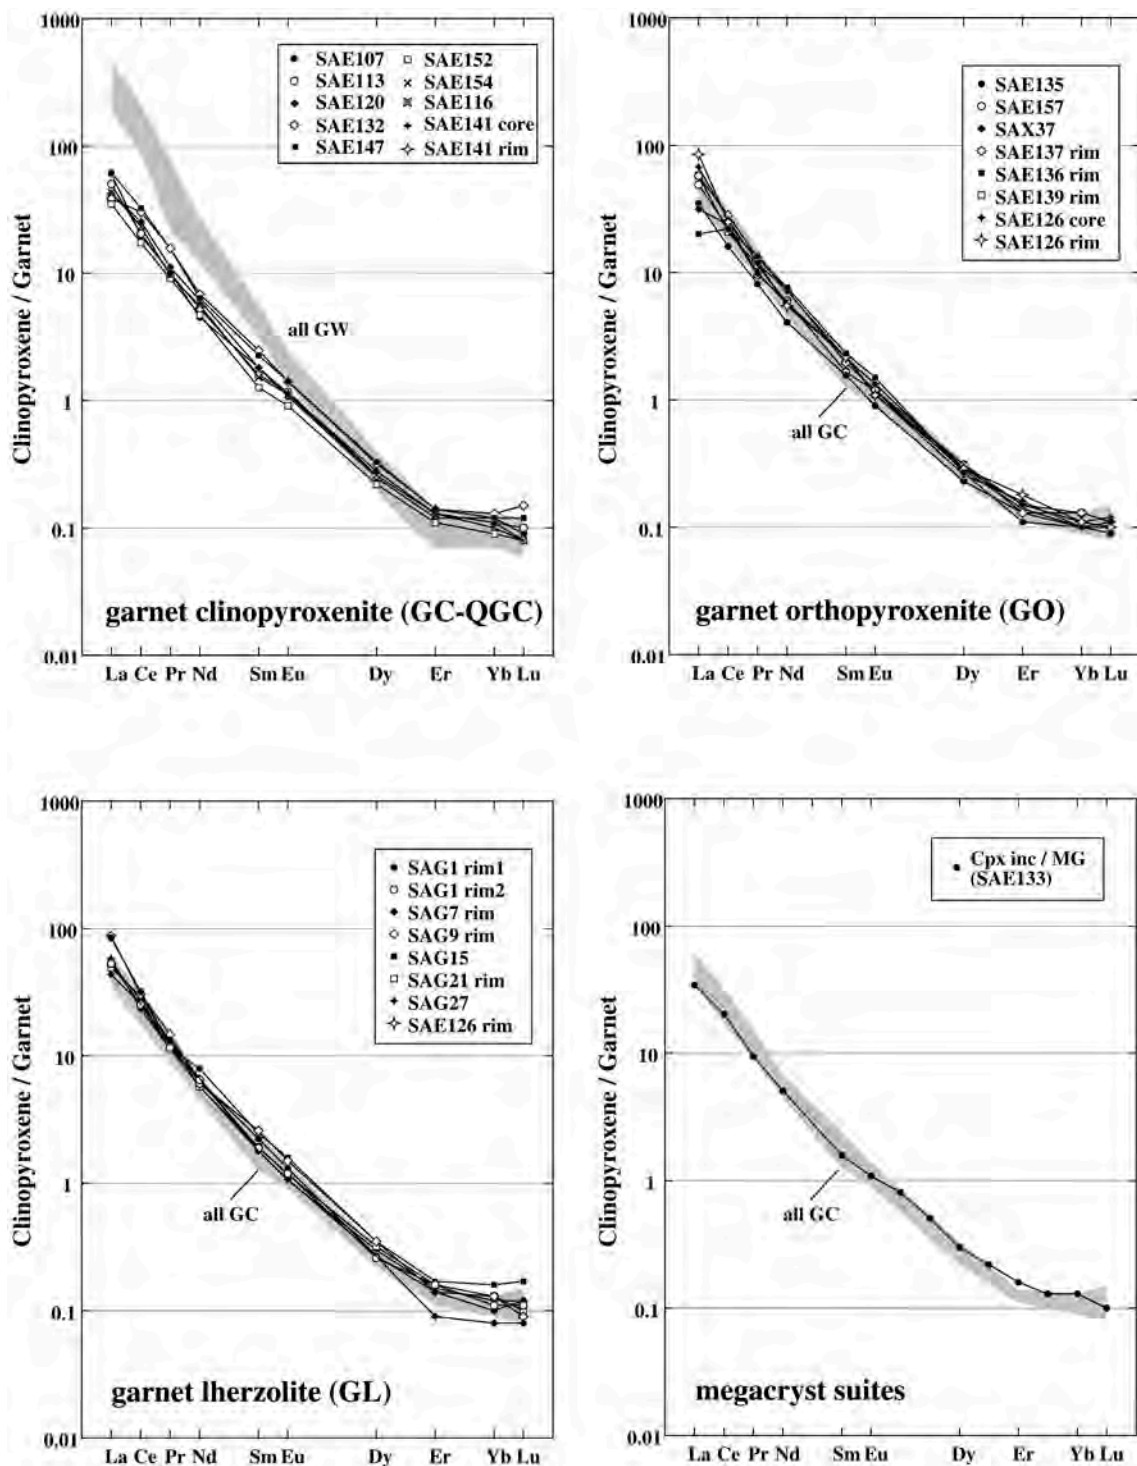 1000
100
10
1
0.1
0.01
Clinopyroxene / Garnet
SAE107
SAE113
SAE120
SAE132
SAE147
SAE152
SAE154
SAE116
SAE141 core
SAE141 rim
all GW
garnet clinopyroxenite (GC-QGC)
La Ce Pr Nd Sm Eu Dy Er Yb Lu
1000
100
10
1
0.1
0.01
Clinopyroxene / Garnet
SAE135
SAE157
SAX37
SAE137 rim
SAE136 rim
SAE139 rim
SAE126 core
SAE126 rim
all GC
garnet orthopyroxenite (GO)
La Ce Pr Nd Sm Eu Dy Er Yb Lu
1000
100
10
1
0.1
0.01
Clinopyroxene / Garnet
SAG1 rim1
SAG1 rim2
SAG7 rim
SAG9 rim
SAG15
SAG21 rim
SAG27
SAE126 rim
all GC
garnet lherzolite (GL)
La Ce Pr Nd Sm Eu Dy Er Yb Lu
1000
100
10
1
0.1
0.01
Clinopyroxene / Garnet
Cpx inc / MG
(SAE133)
all GC
megacryst suites
La Ce Pr Nd Sm Eu Dy Er Yb Lu